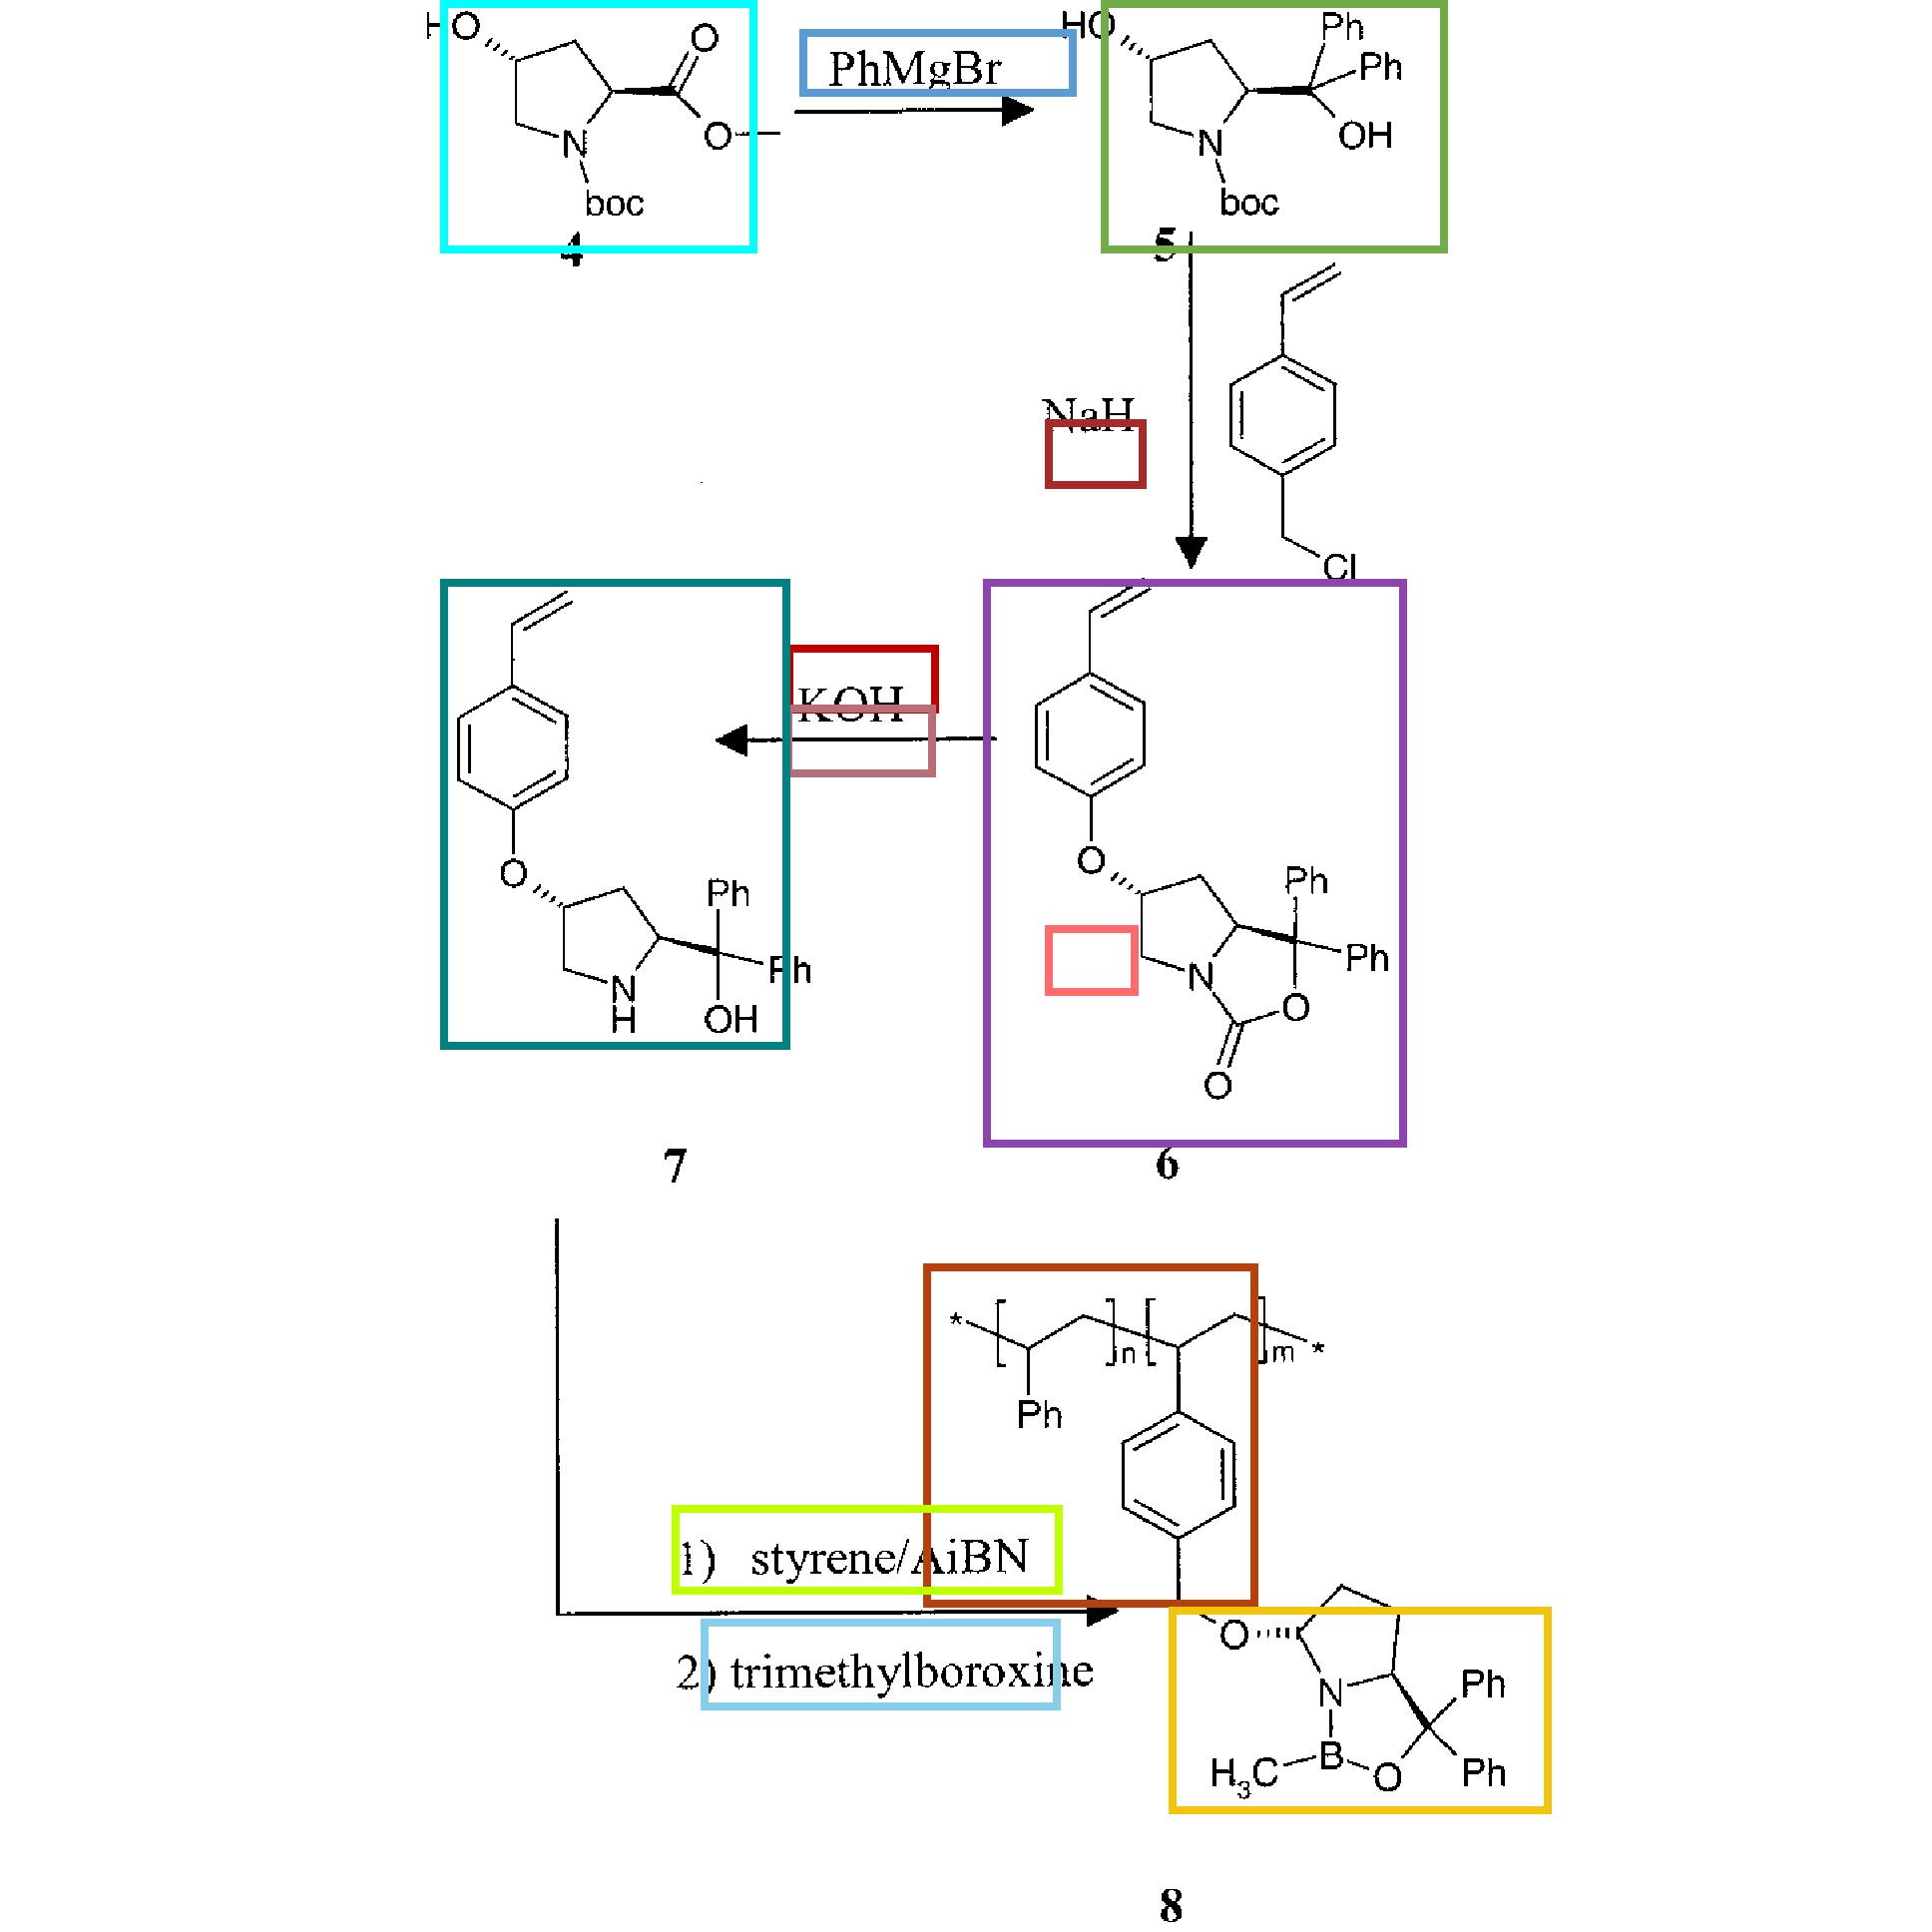 HO
O
PhMgBr
O
N
boc
4
HO
Ph
Ph
OH
N
boc
5
NaH
Cl
KOH
O
Ph
Ph
N
H
OH
7
O
Ph
Ph
N
O
O
6
* n m *
Ph
1) styrene/AiBN
2) trimethylboroxine
O
N
Ph
H3C B O Ph
8